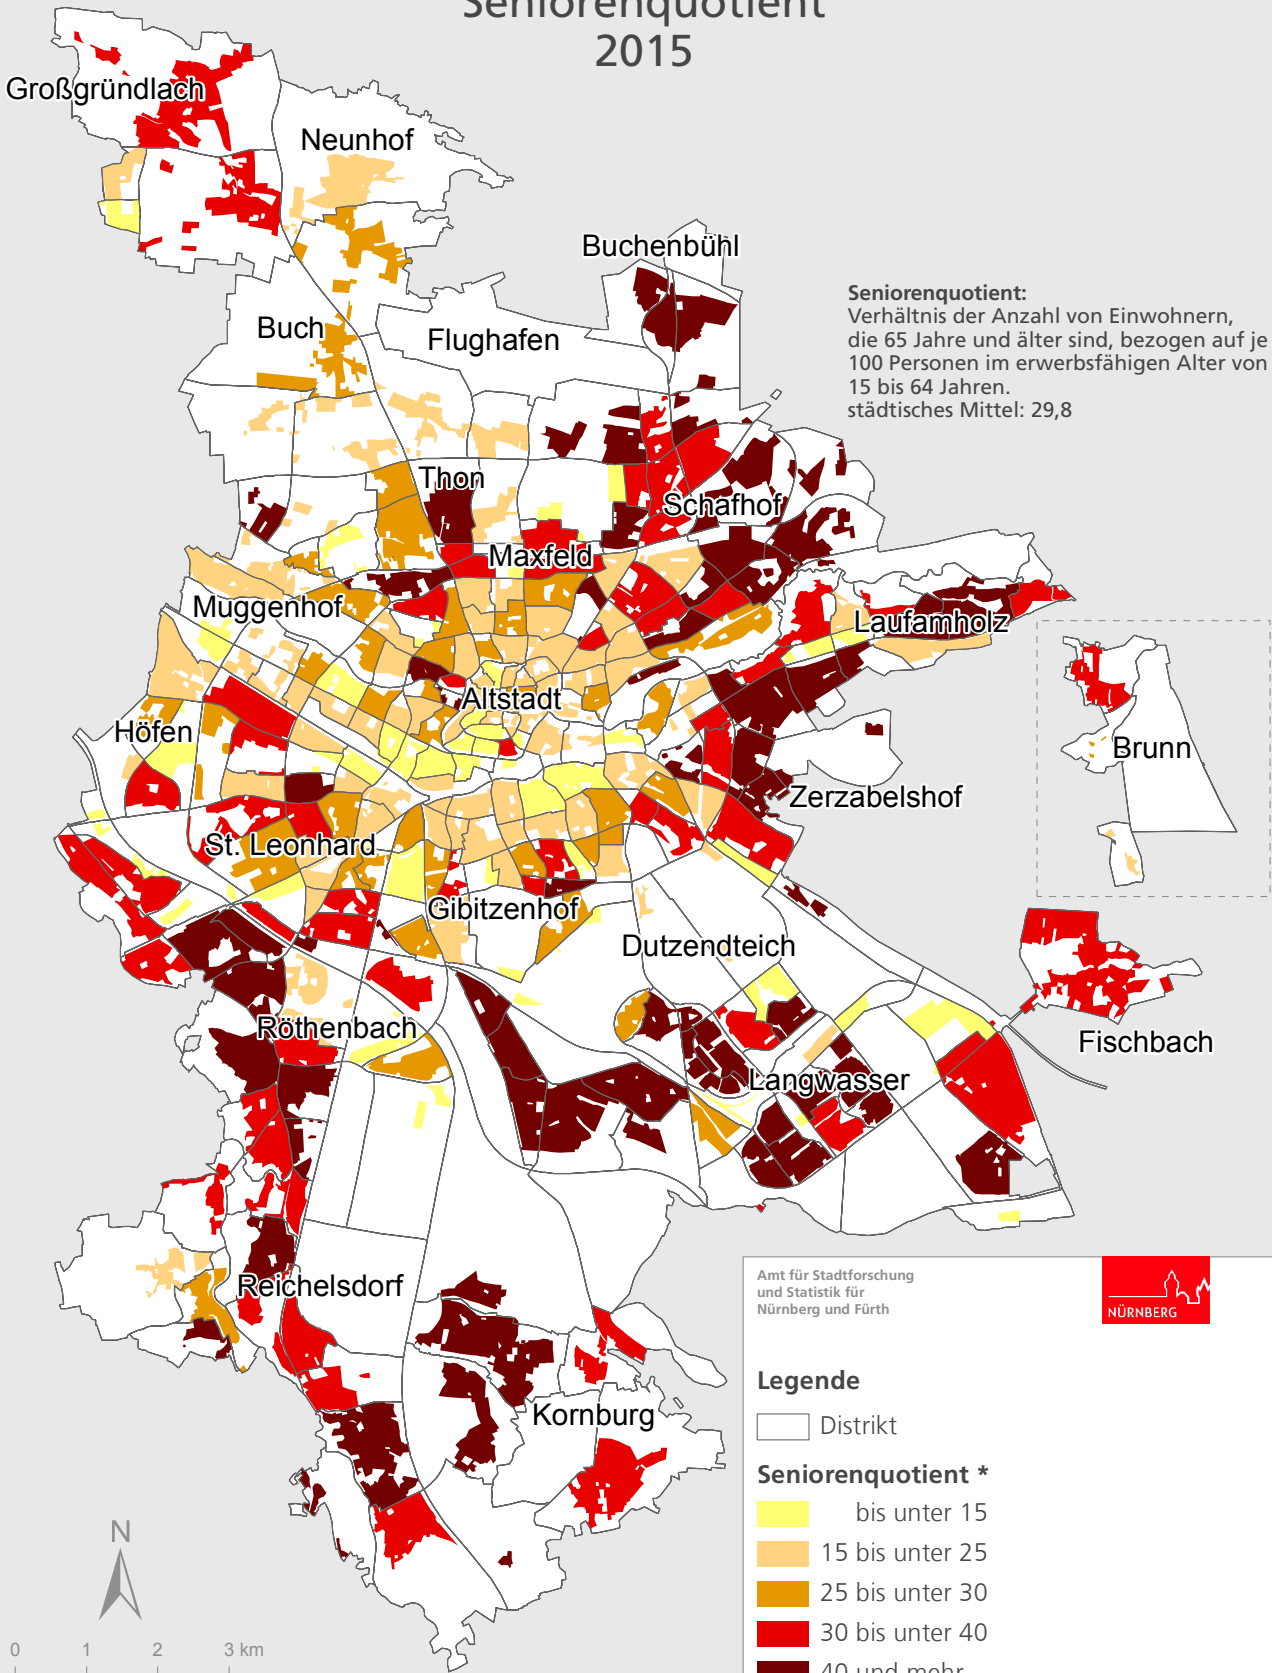 Seniorenquotient
2015
Großgründlach
Neunhof
Buchenbühl
Seniorenquotient:
Verhältnis der Anzahl von Einwohnern,
die 65 Jahre und älter sind, bezogen auf je
100 Personen im erwerbsfähigen Alter von
15 bis 64 Jahren.
städtisches Mittel: 29,8
Buch
Flughafen
Thon
Schafhof
Maxfeld
Muggenhof
Laufamholz
Altstadt
Höfen
Brunn
Zerzabelshof
St. Leonhard
Gibitzenhof
Dutzendteich
Röthenbach
Fischbach
Langwasser
Reichelsdorf
Kornburg
Amt für Stadtforschung
und Statistik für
Nürnberg und Fürth
NÜRNBERG
Legende
Distrikt
Seniorenquotient *
bis unter 15
15 bis unter 25
25 bis unter 30
30 bis unter 40
40 und mehr
N
0 1 2 3 km